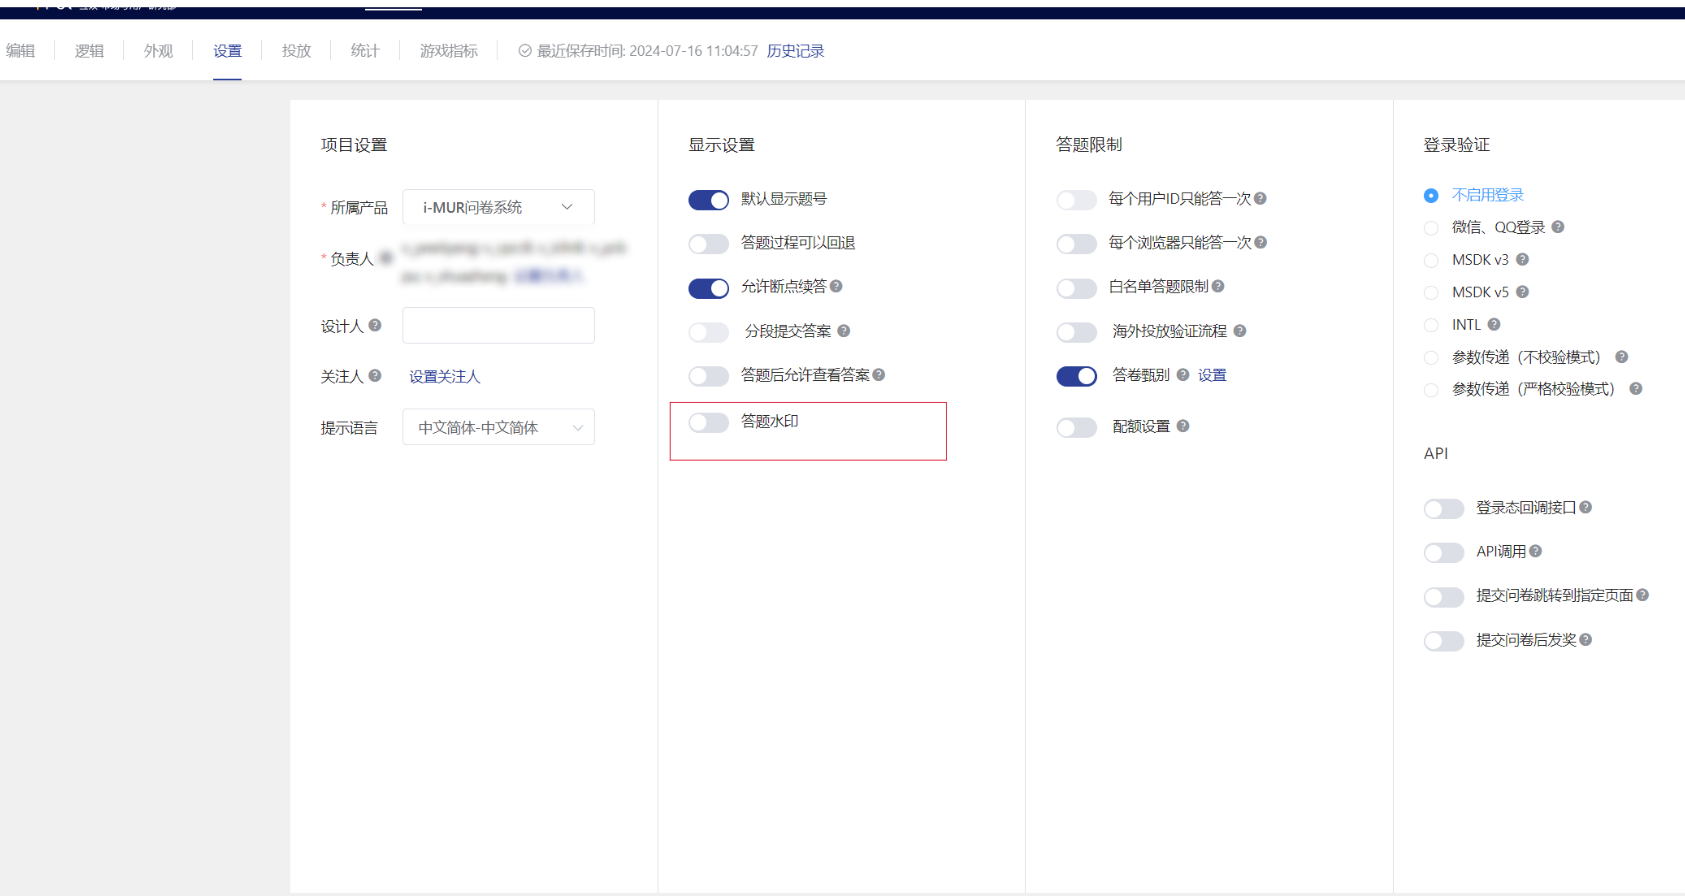 编辑
逻辑
外观
设置
投放
统计
游戏指标
最近保存时间: 2024-07-16 11:04:57 历史记录
项目设置
* 所属产品 i-MUR问卷系统
* 负责人
设计人
关注人 设置关注人
提示语言 中文简体-中文简体
显示设置
默认显示题号
答题过程可以回退
允许断点续答
分段提交答案
答题后允许查看答案
答题水印
答题限制
每个用户ID只能答一次
每个浏览器只能答一次
白名单答题限制
海外投放验证流程
答卷甄别 设置
配额设置
登录验证
不启用登录
微信、QQ登录
MSDK v3
MSDK v5
INTL
参数传递（不校验模式）
参数传递（严格校验模式）
API
登录态回调接口
API调用
提交问卷跳转到指定页面
提交问卷后发奖